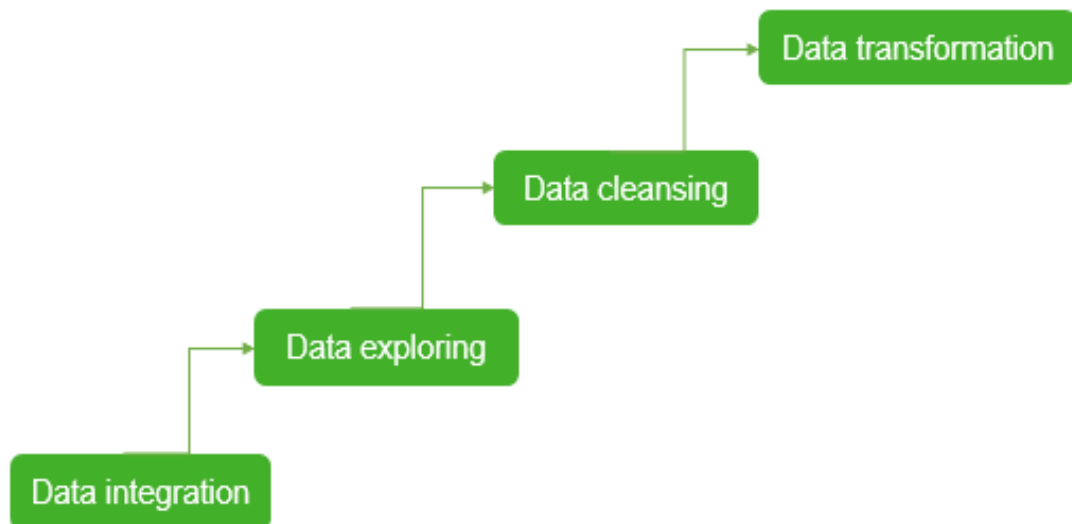 Data transformation
Data cleansing
Data exploring
Data integration